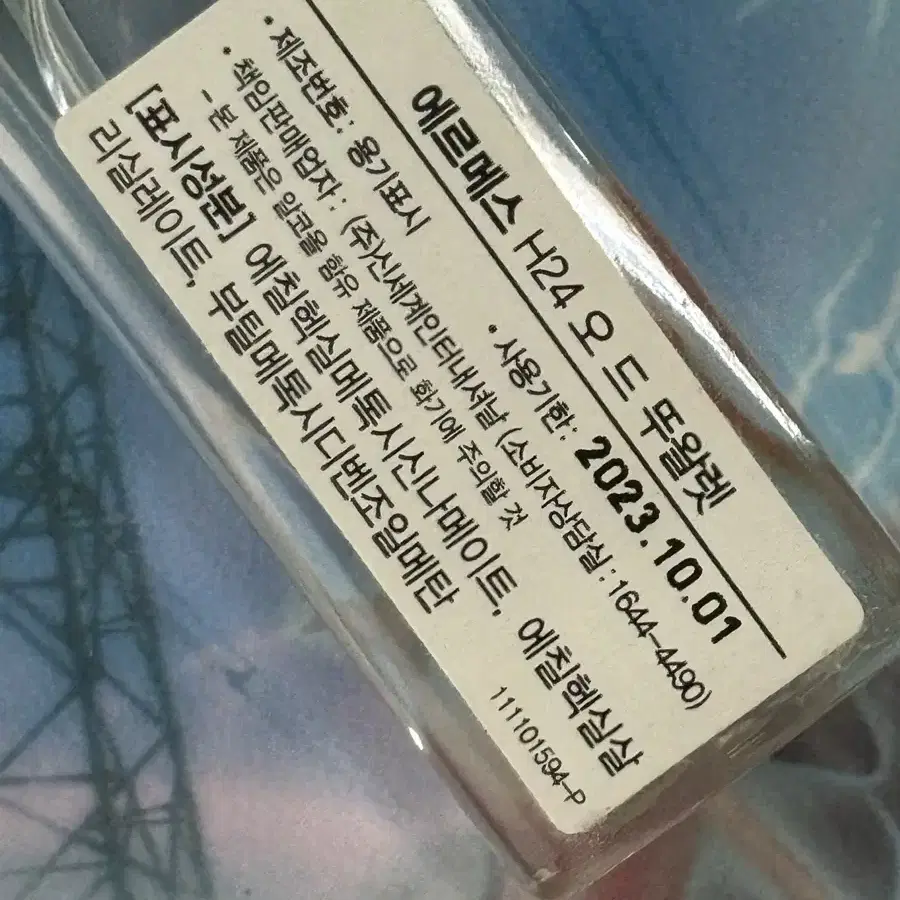 에르메스 H24 오 드 뚜왈렛
• 제조번호: 용기표시 • 사용기한: 2023.10.01
• 책임판매업자: (주)신세계인터내셔날 (소비자상담실: 1644-4490)
- 본 제품은 알코올 함유 제품으로 화기에 주의할 것
[표시성분] 에칠헥실메톡시신나메이트, 에칠헥실살
리실레이트, 부틸메톡시디벤조일메탄
11101594-P